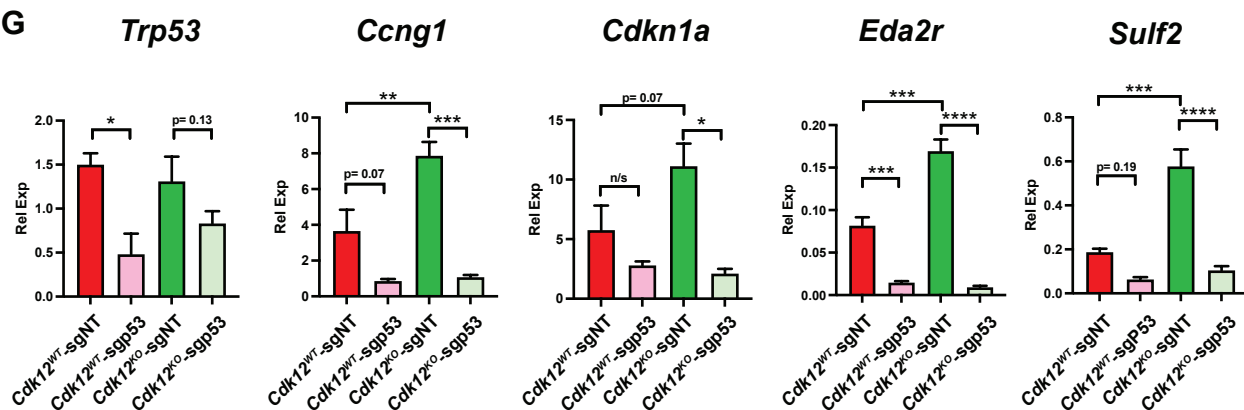 G
Trp53
Rel Exp
2.0
1.5
1.0
0.5
0.0
*
p= 0.13
Cdk12WT-sgNT
Cdk12WT-sgp53
Cdk12KO-sgNT
Cdk12KO-sgp53
Ccng1
Rel Exp
10
8
6
4
2
0
**
***
p= 0.07
Cdk12WT-sgNT
Cdk12WT-sgp53
Cdk12KO-sgNT
Cdk12KO-sgp53
Cdkn1a
Rel Exp
15
10
5
0
p= 0.07
*
n/s
Cdk12WT-sgNT
Cdk12WT-sgp53
Cdk12KO-sgNT
Cdk12KO-sgp53
Eda2r
Rel Exp
0.20
0.15
0.10
0.05
0.00
***
****
***
Cdk12WT-sgNT
Cdk12WT-sgp53
Cdk12KO-sgNT
Cdk12KO-sgp53
Sulf2
Rel Exp
0.8
0.6
0.4
0.2
0.0
***
****
p= 0.19
Cdk12WT-sgNT
Cdk12WT-sgP53
Cdk12KO-sgNT
Cdk12KO-sgp53